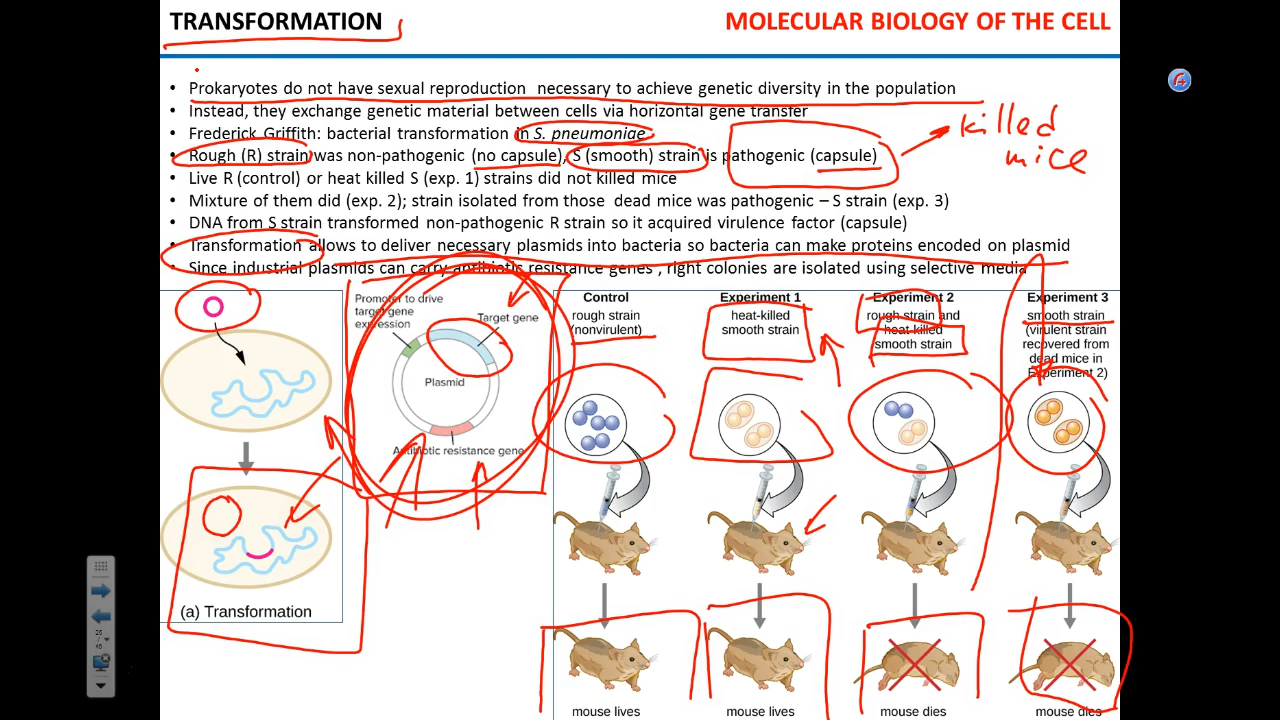 TRANSFORMATION
MOLECULAR BIOLOGY OF THE CELL
• Prokaryotes do not have sexual reproduction necessary to achieve genetic diversity in the population
• Instead, they exchange genetic material between cells via horizontal gene transfer
• Frederick Griffith: bacterial transformation in S. pneumoniae
• Rough (R) strain was non-pathogenic (no capsule), S (smooth) strain is pathogenic (capsule)
• Live R (control) or heat killed S (exp. 1) strains did not killed mice
• Mixture of them did (exp. 2); strain isolated from those dead mice was pathogenic – S strain (exp. 3)
• DNA from S strain transformed non-pathogenic R strain so it acquired virulence factor (capsule)
• Transformation allows to deliver necessary plasmids into bacteria so bacteria can make proteins encoded on plasmid
• Since industrial plasmids can carry antibiotic resistance genes , right colonies are isolated using selective media
killed
mice
(a) Transformation
Promoter to drive
target gene
expression
Target gene
Plasmid
Antibiotic resistance gene
Control
rough strain
(nonvirulent)
mouse lives
Experiment 1
heat-killed
smooth strain
mouse lives
Experiment 2
rough strain and
heat-killed
smooth strain
mouse dies
Experiment 3
smooth strain
(virulent strain
recovered from
dead mice in
Experiment 2)
mouse dies